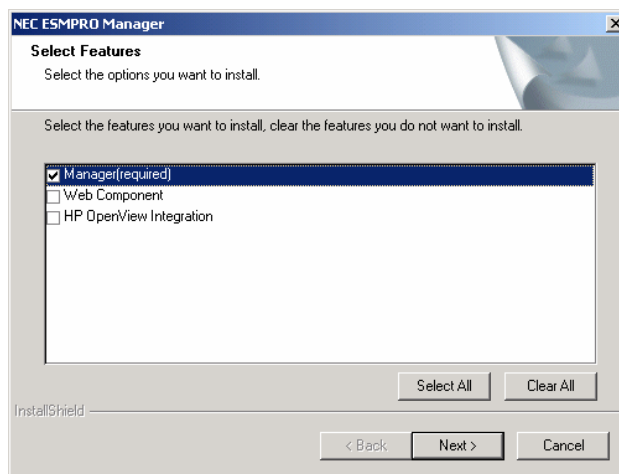 NEC ESMPRO Manager
Select Features
Select the options you want to install.
Select the features you want to install, clear the features you do not want to install.
Manager(required)
Web Component
HP OpenView Integration
Select All
Clear All
InstallShield
< Back
Next >
Cancel